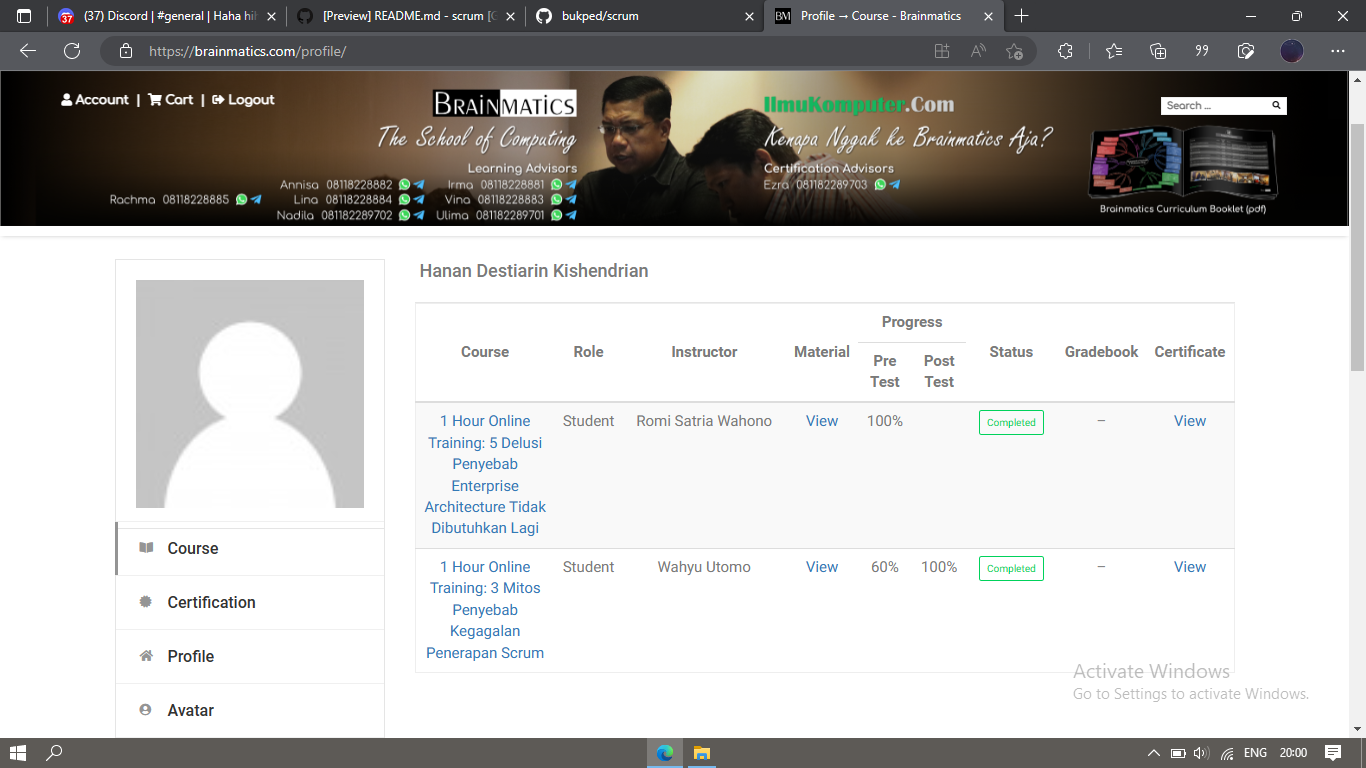 (37) Discord | #general | Haha hi
[Preview] README.md - scrum [G
bukped/scrum
Profile → Course - Brainmatics
https://brainmatics.com/profile/
Account | Cart | Logout
BRAINMATICS
The School of Computing
Learning Advisors
Annisa 08118228882 Irma 08118228881
Rachma 08118228885 Lina 08118228884 Vina 08118228883
Nadila 081182289702 Ulima 081182289701
IlmuKomputer.Com
Kenapa Nggak ke Brainmatics Aja?
Certification Advisors
Ezra 081182289703
Search ...
Brainmatics Curriculum Booklet (pdf)
Hanan Destiarin Kishendrian
Course Role Instructor Material Progress Status Gradebook Certificate
Pre Test Post Test
1 Hour Online Student Romi Satria Wahono View 100% Completed – View
Training: 5 Delusi
Penyebab
Enterprise
Architecture Tidak
Dibutuhkan Lagi
1 Hour Online Student Wahyu Utomo View 60% 100% Completed – View
Training: 3 Mitos
Penyebab
Kegagalan
Penerapan Scrum
Course
Certification
Profile
Avatar
Activate Windows
Go to Settings to activate Windows.
ENG 20:00